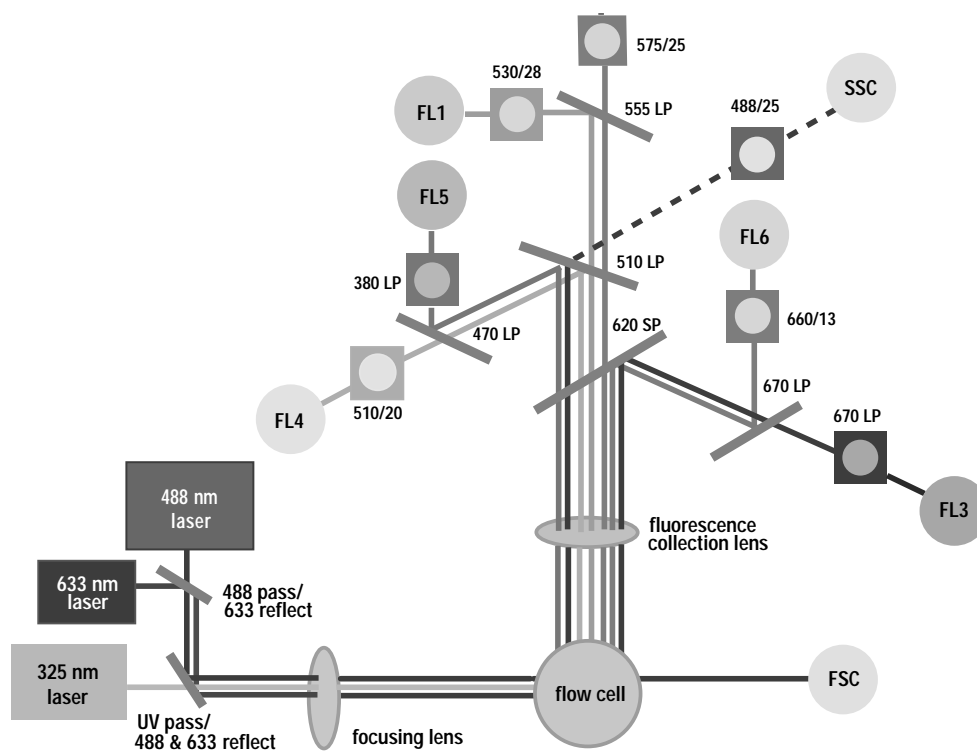 575/25
530/28
SSC
FL1
555 LP
488/25
FL5
FL6
510 LP
380 LP
620 SP
660/13
470 LP
670 LP
510/20
FL4
670 LP
488 nm
laser
FL3
fluorescence
collection lens
633 nm
laser
488 pass/
633 reflect
325 nm
laser
flow cell
FSC
UV pass/
488 & 633 reflect
focusing lens